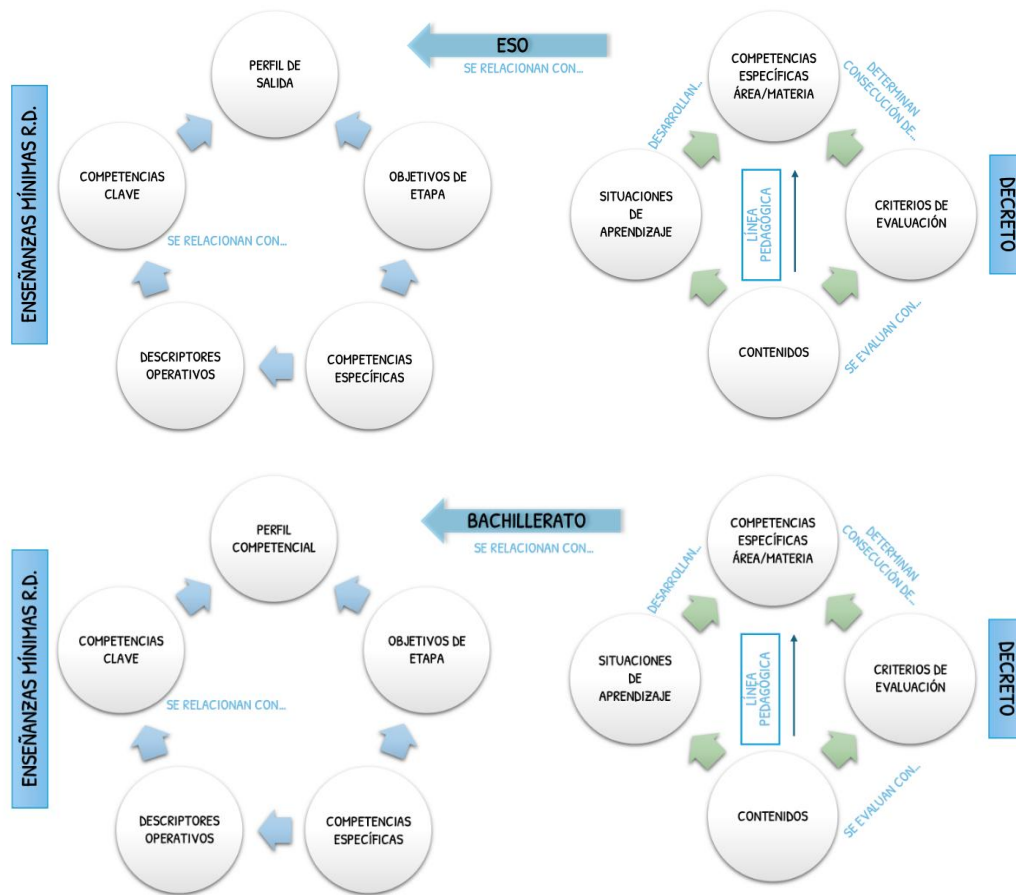 ESO
SE RELACIONAN CON...
PERFIL DE
SALIDA
COMPETENCIAS
CLAVE
OBJETIVOS DE
ETAPA
SE RELACIONAN CON...
DESCRIPTORES
OPERATIVOS
COMPETENCIAS
ESPECÍFICAS
ENSEÑANZAS MÍNIMAS R.D.
COMPETENCIAS
ESPECÍFICAS
ÁREA/MATERIA
DESARROLLAN...
DETERMINAN
CONSECUCIÓN DE...
SITUACIONES
DE
APRENDIZAJE
LÍNEA
PEDAGÓGICA
CRITERIOS DE
EVALUACIÓN
CONTENIDOS
SE EVALUAN CON...
DECRETO
BACHILLERATO
SE RELACIONAN CON...
PERFIL
COMPETENCIAL
COMPETENCIAS
CLAVE
OBJETIVOS DE
ETAPA
SE RELACIONAN CON...
DESCRIPTORES
OPERATIVOS
COMPETENCIAS
ESPECÍFICAS
ENSEÑANZAS MÍNIMAS R.D.
COMPETENCIAS
ESPECÍFICAS
ÁREA/MATERIA
DESARROLLAN...
DETERMINAN
CONSECUCIÓN DE...
SITUACIONES
DE
APRENDIZAJE
LÍNEA
PEDAGÓGICA
CRITERIOS DE
EVALUACIÓN
CONTENIDOS
SE EVALUAN CON...
DECRETO